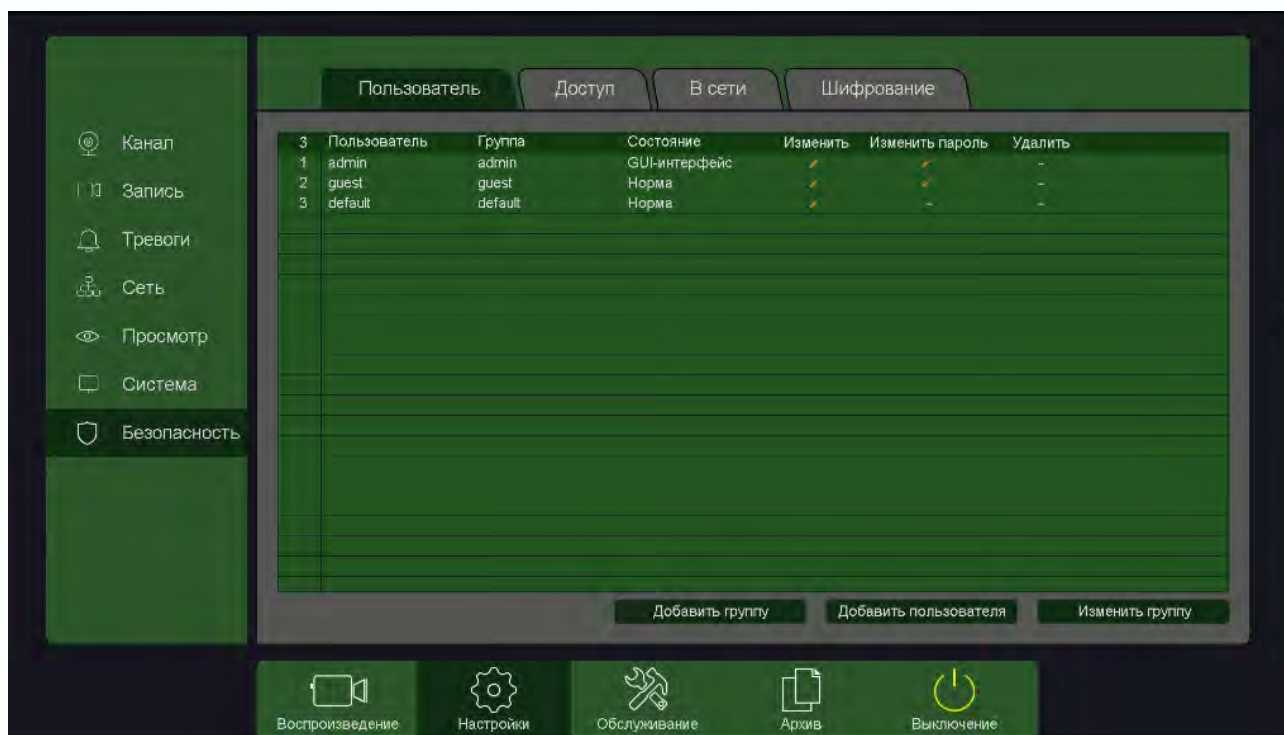 Пользователь Доступ В сети Шифрование
Канал
Запись
Тревоги
Сеть
Просмотр
Система
Безопасность
3 Пользователь Группа Состояние Изменить Изменить пароль Удалить
1 admin admin GUI-интерфейс -
2 guest guest Норма -
3 default default Норма - -
Добавить группу Добавить пользователя Изменить группу
Воспроизведение Настройки Обслуживание Архив Выключение